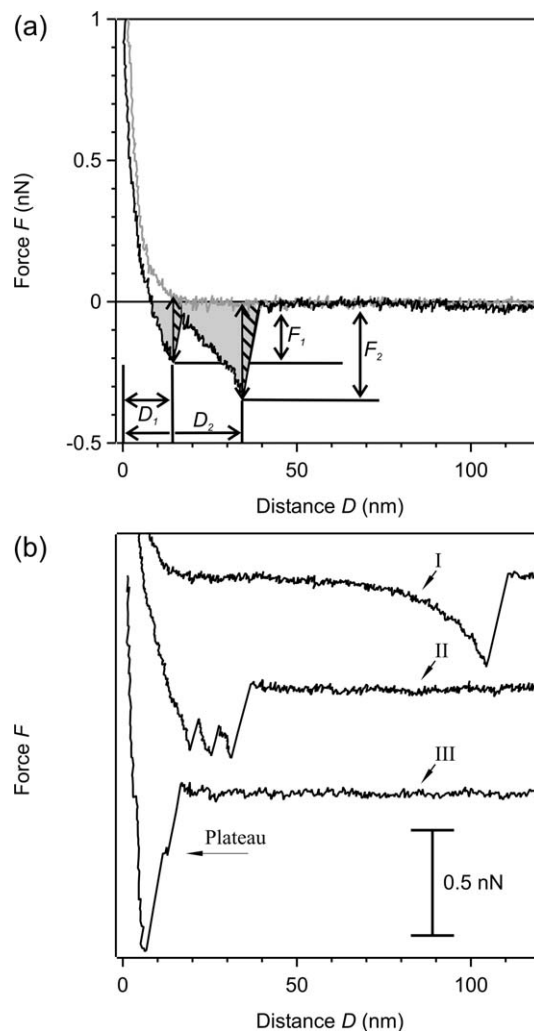 (a)
1
0.5
0
-0.5
Force F (nN)
F₁
F₂
D₁
D₂
0
50
100
Distance D (nm)
(b)
I
II
III
Plateau
0.5 nN
Force F
0
50
100
Distance D (nm)